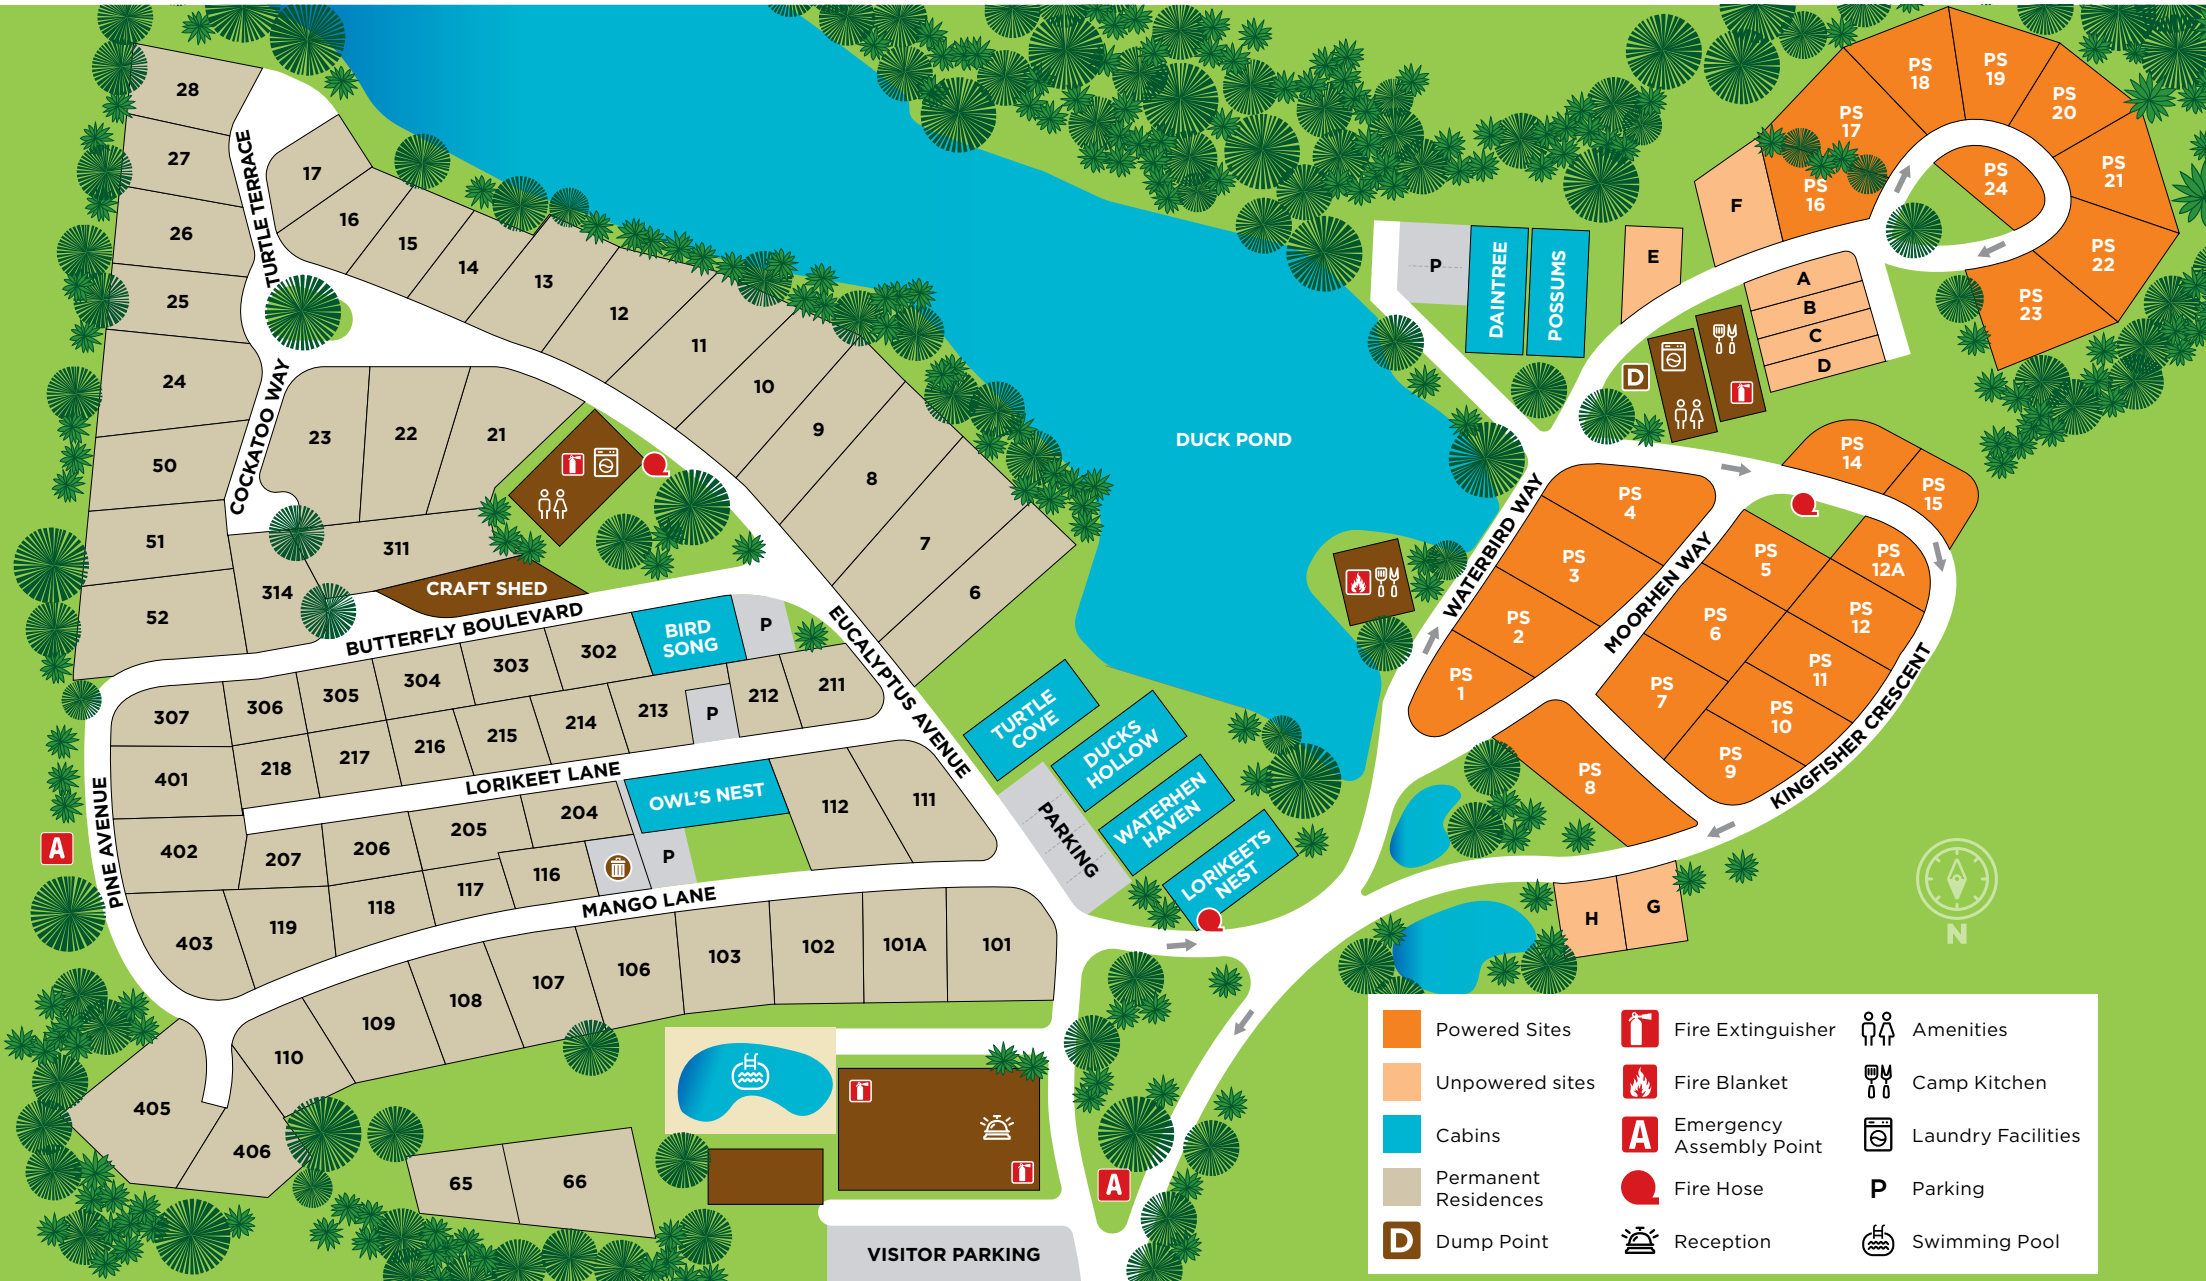 28
27
26
25
24
50
51
52
TURTLE TERRACE
COCKATOO WAY
17
16
15
14
13
12
11
10
9
8
7
6
23
22
21
311
314
CRAFT SHED
BUTTERFLY BOULEVARD
EUCALYPTUS AVENUE
BIRD
SONG
P
307
306
305
304
303
302
401
218
217
216
215
214
213
P
212
211
LORIKEET LANE
402
207
206
205
204
OWL'S NEST
112
111
PINE AVENUE
A
403
119
118
117
116
P
MANGO LANE
405
406
110
109
108
107
106
103
102
101A
101
65
66
VISITOR PARKING
A
DUCK POND
TURTLE
COVE
DUCKS
HOLLOW
WATERHEN
HAVEN
LORIKEETS
NEST
PARKING
P
DAINTREE
POSSUMS
E
F
A
B
C
D
D
PS
16
PS
17
PS
18
PS
19
PS
20
PS
21
PS
22
PS
23
PS
24
PS
14
PS
15
WATERBIRD WAY
MOORHEN WAY
KINGFISHER CRESCENT
PS
4
PS
3
PS
2
PS
1
PS
5
PS
6
PS
7
PS
8
PS
12A
PS
12
PS
11
PS
10
PS
9
H
G
N
Powered Sites
Unpowered sites
Cabins
Permanent
Residences
D
Dump Point
Fire Extinguisher
Fire Blanket
A
Emergency
Assembly Point
Fire Hose
Reception
Amenities
Camp Kitchen
Laundry Facilities
P
Parking
Swimming Pool